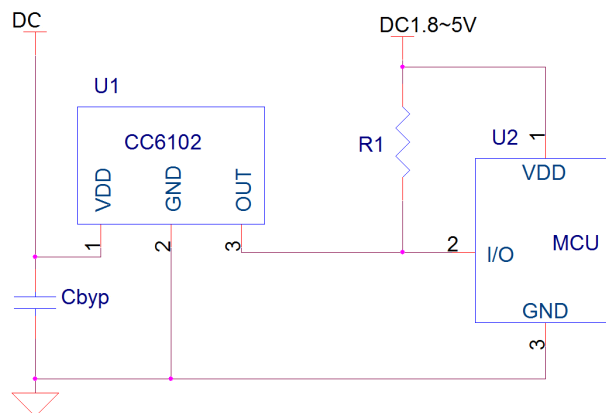 DC
DC1.8~5V
U1
CC6102
VDD
GND
OUT
1
2
3
Cbyp
R1
U2
1
VDD
2
I/O
MCU
GND
3